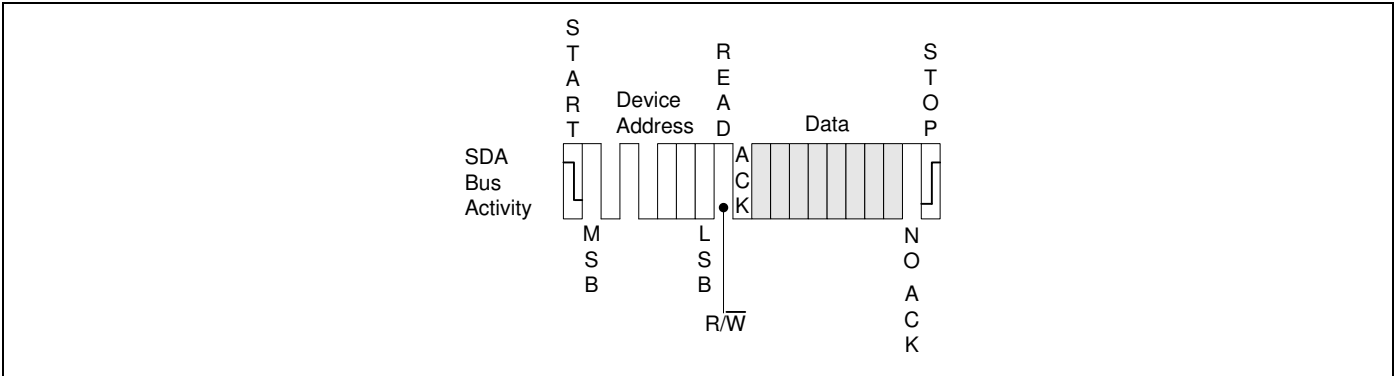 START
READ
STOP
Device
Address
Data
SDA
Bus
Activity
ACK
MSB
LSB
NO ACK
R/W̅